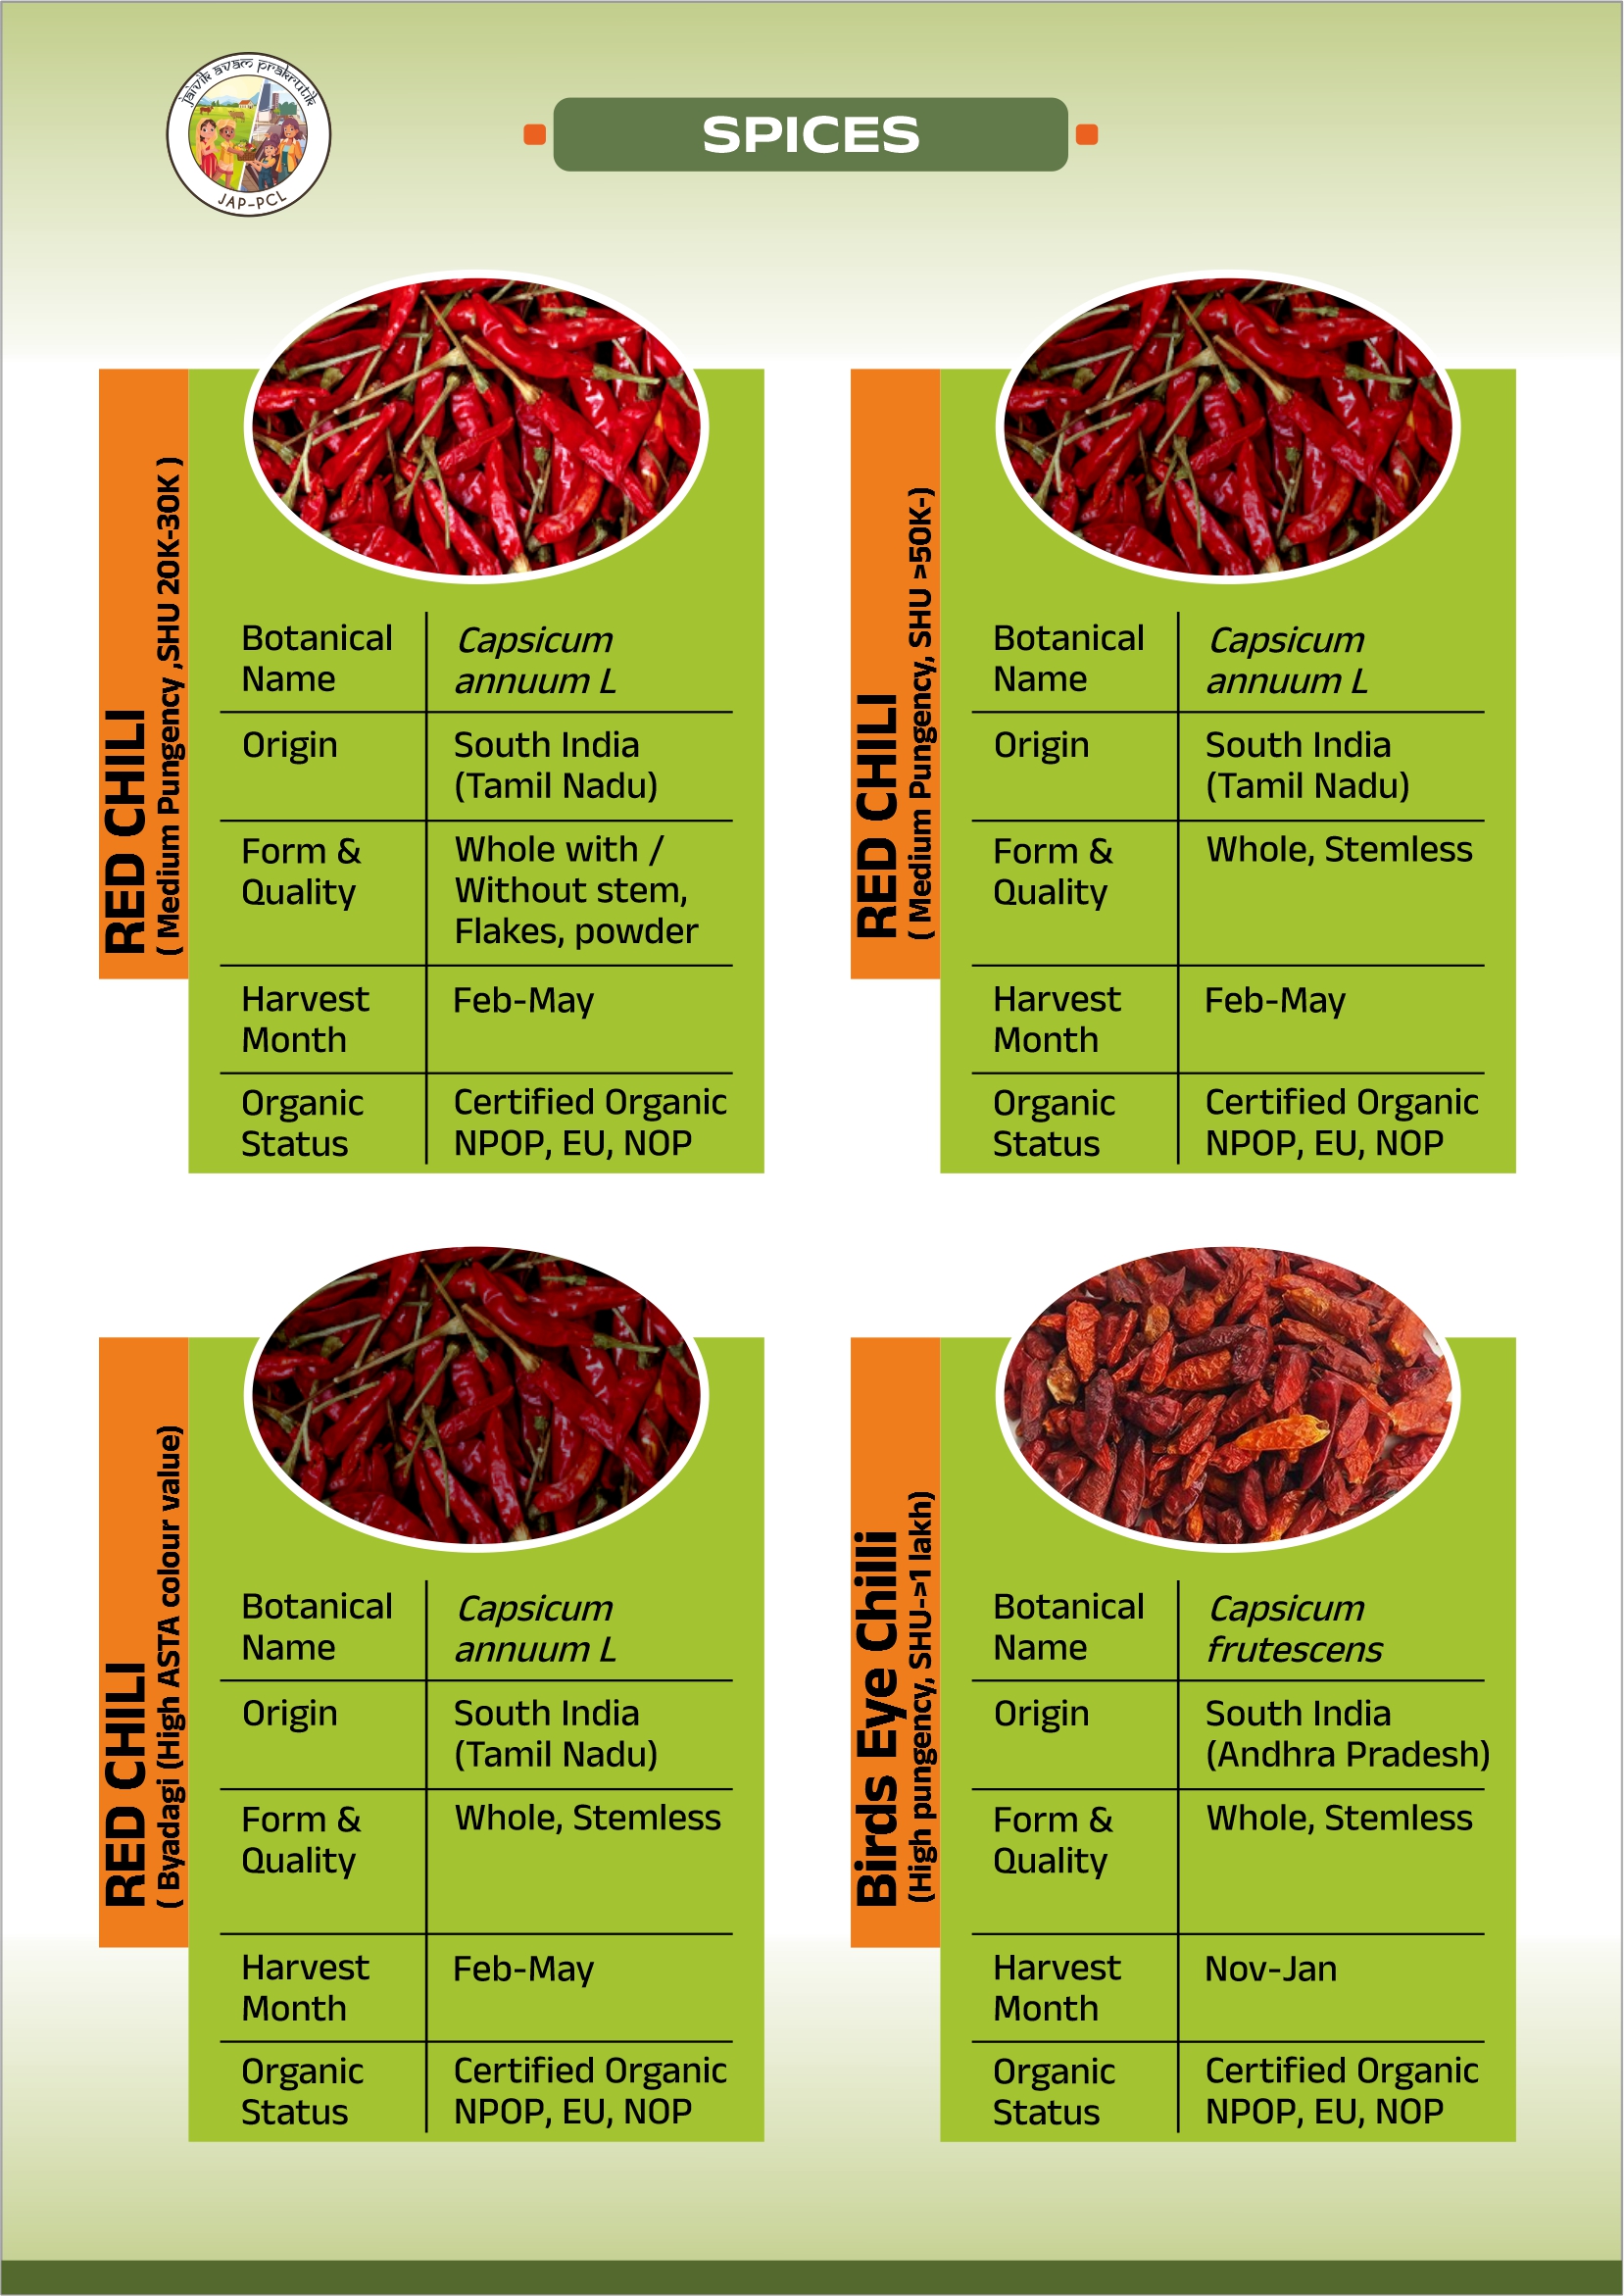 jaivik avam prakrutik
JAP-PCL
SPICES
RED CHILI
( Medium Pungency ,SHU 20K-30K )
Botanical Name
Capsicum annuum L
Origin
South India
(Tamil Nadu)
Form & Quality
Whole with /
Without stem,
Flakes, powder
Harvest Month
Feb-May
Organic Status
Certified Organic
NPOP, EU, NOP
RED CHILI
( Medium Pungency, SHU >50K-)
Botanical Name
Capsicum annuum L
Origin
South India
(Tamil Nadu)
Form & Quality
Whole, Stemless
Harvest Month
Feb-May
Organic Status
Certified Organic
NPOP, EU, NOP
RED CHILI
( Byadagi (High ASTA colour value)
Botanical Name
Capsicum annuum L
Origin
South India
(Tamil Nadu)
Form & Quality
Whole, Stemless
Harvest Month
Feb-May
Organic Status
Certified Organic
NPOP, EU, NOP
Birds Eye Chilli
(High pungency, SHU->1 lakh)
Botanical Name
Capsicum frutescens
Origin
South India
(Andhra Pradesh)
Form & Quality
Whole, Stemless
Harvest Month
Nov-Jan
Organic Status
Certified Organic
NPOP, EU, NOP